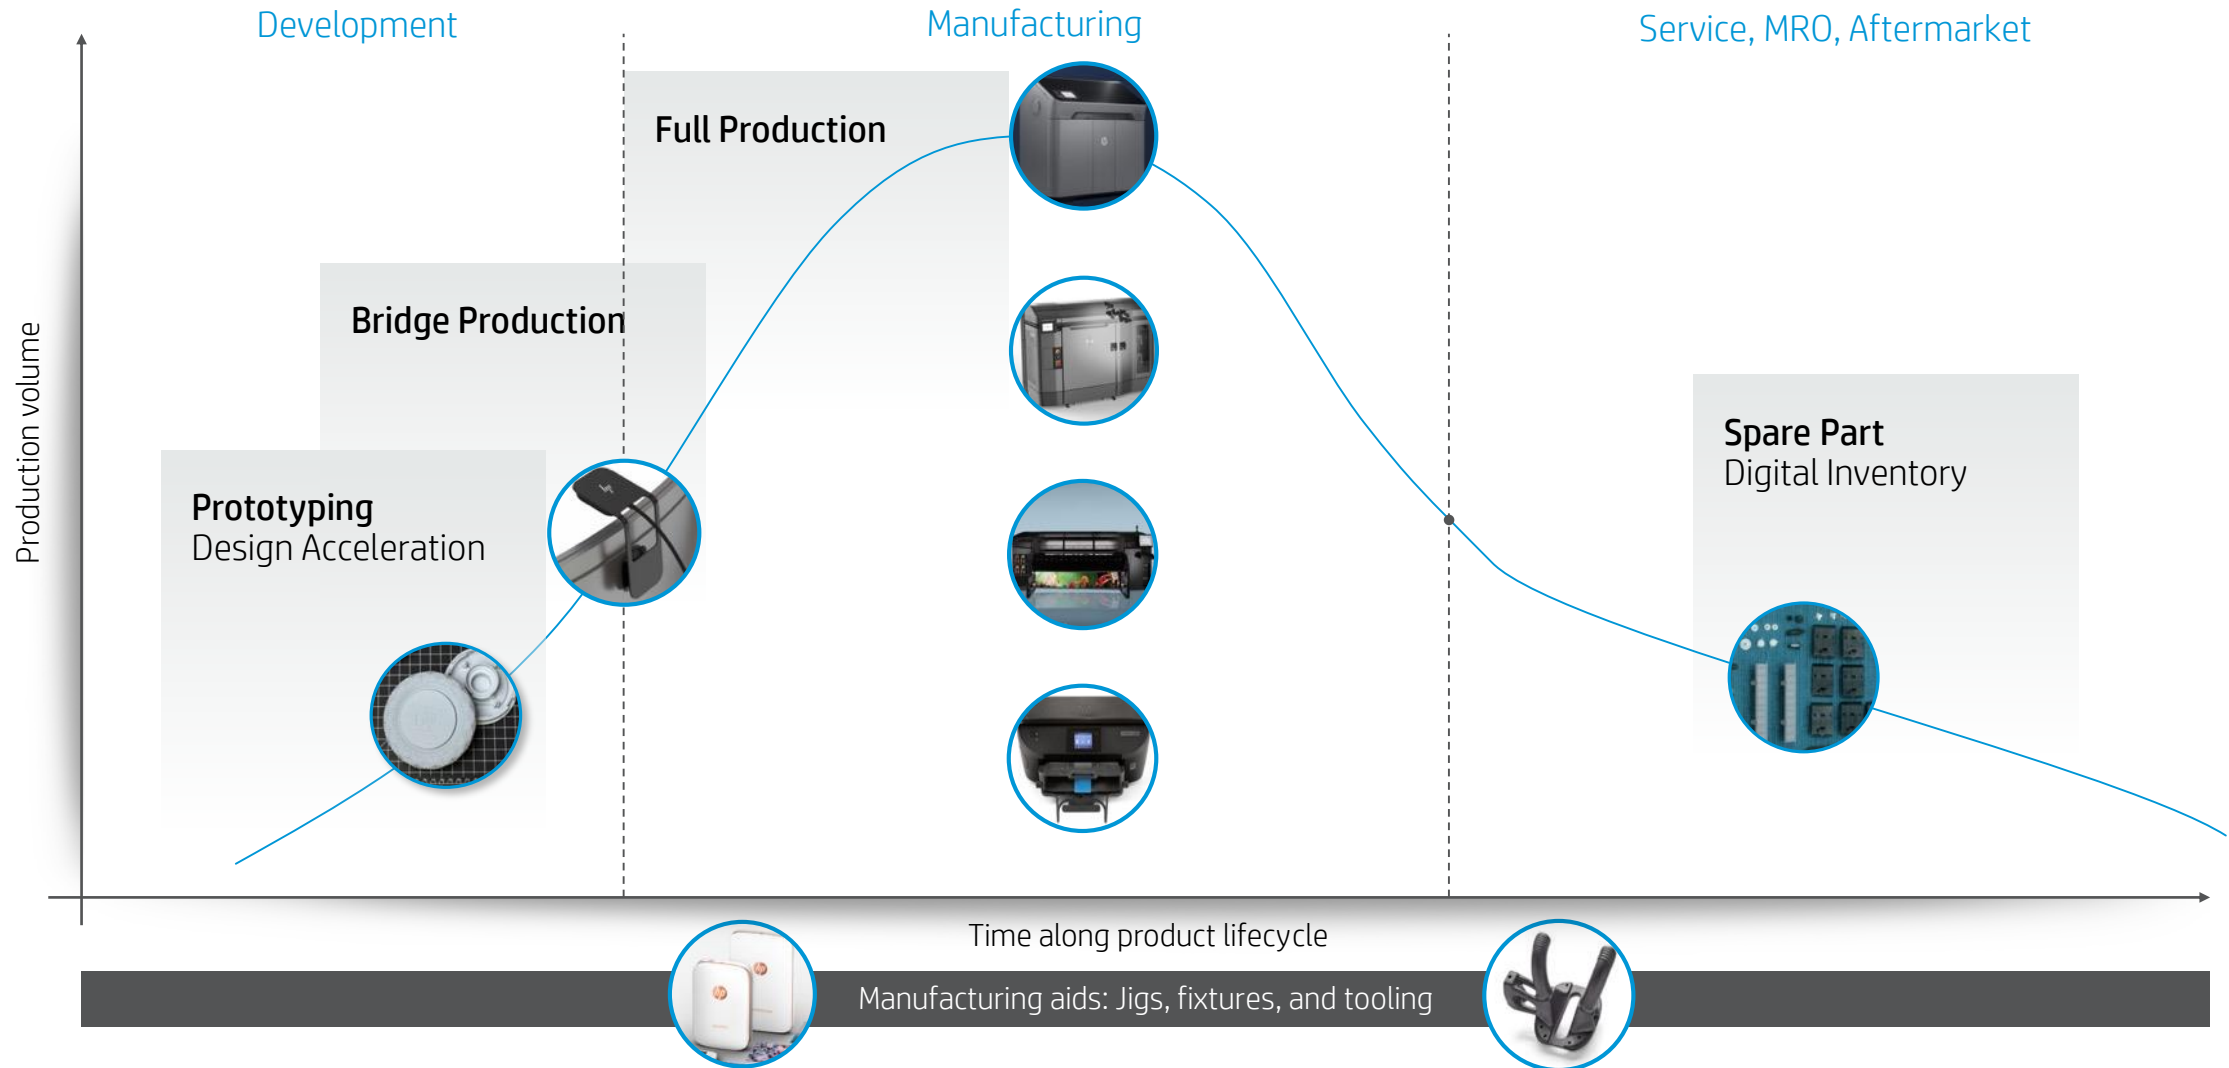 Development
Manufacturing
Service, MRO, Aftermarket
Full Production
Bridge Production
Prototyping
Design Acceleration
Spare Part
Digital Inventory
Production volume
Time along product lifecycle
Manufacturing aids: Jigs, fixtures, and tooling